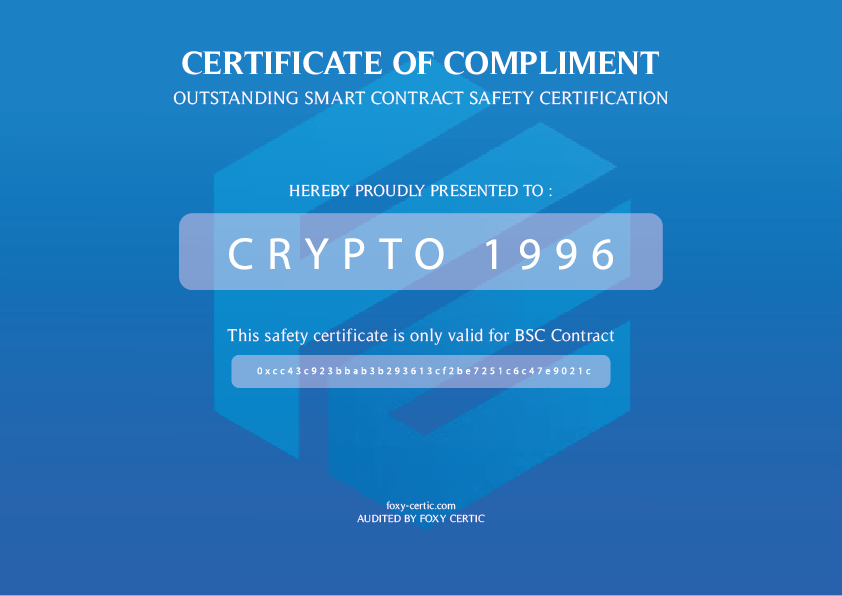 CERTIFICATE OF COMPLIMENT
OUTSTANDING SMART CONTRACT SAFETY CERTIFICATION
HEREBY PROUDLY PRESENTED TO :
CRYPTO 1996
This safety certificate is only valid for BSC Contract
0xcc43c923bbab3b293613cf2be7251c6c47e9021c
foxy-certic.com
AUDITED BY FOXY CERTIC